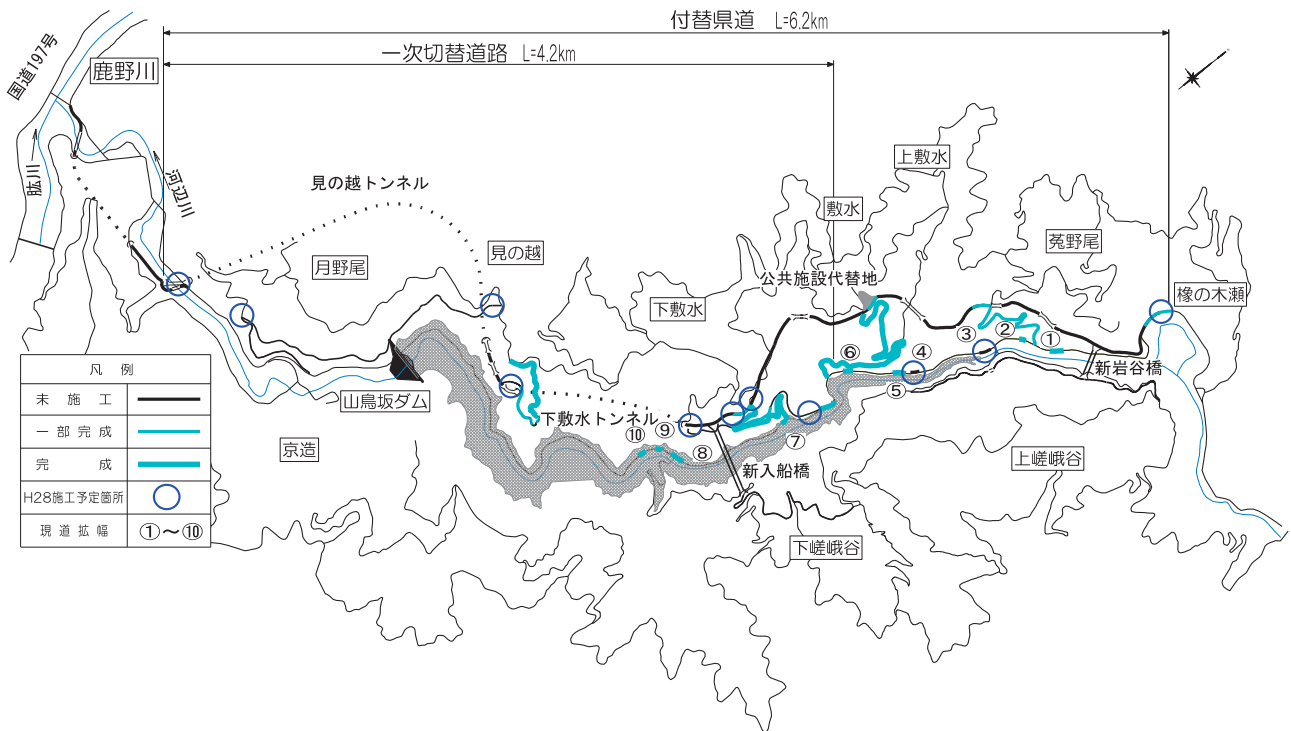 付替県道 L=6.2km
一次切替道路 L=4.2km
国道197号
鹿野川
肱川
河辺川
見の越トンネル
月野尾
見の越
上敷水
敷水
公共施設代替地
下敷水
菟野尾
橡の木瀬
⑥
④
③
②
①
⑤
新岩谷橋
山鳥坂ダム
下敷水トンネル
⑩
⑨
⑧
⑦
新入船橋
京造
上嵯峨谷
下嵯峨谷
凡 例
未 施 工
一 部 完 成
完 成
H28施工予定箇所
現 道 拡 幅 ①～⑩